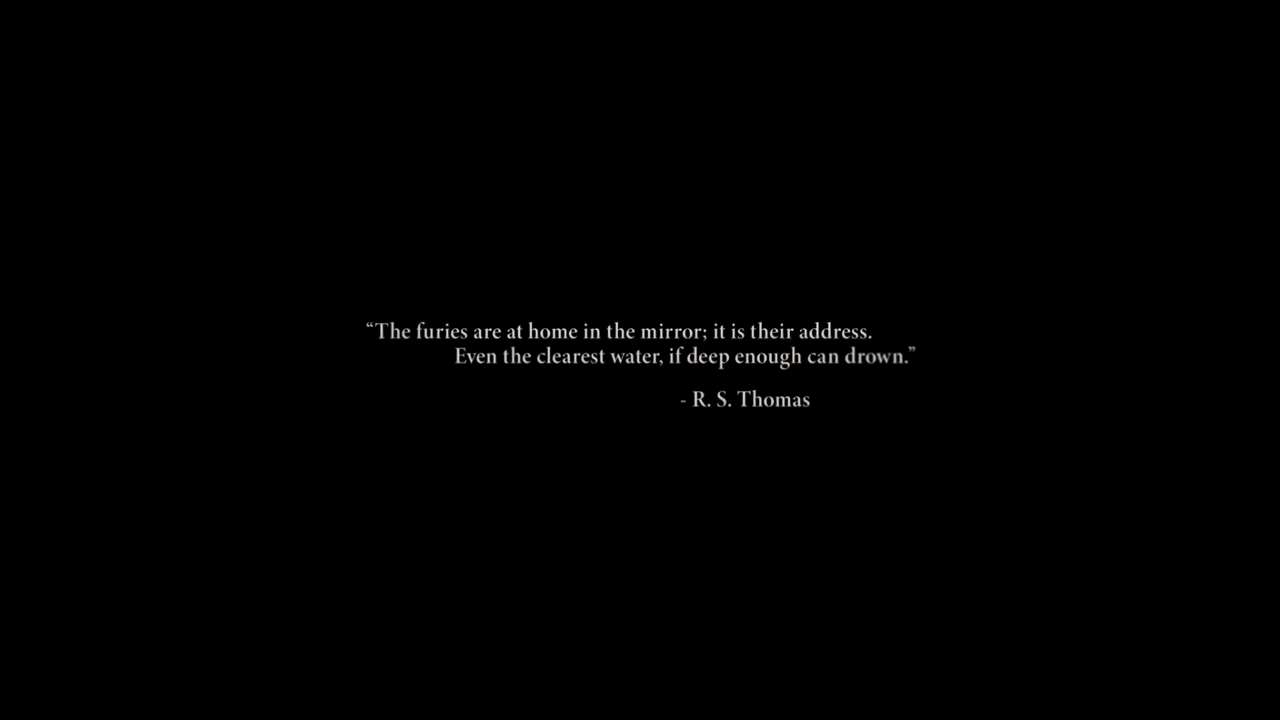 “The furies are at home in the mirror; it is their address.
Even the clearest water, if deep enough can drown.”
- R. S. Thomas